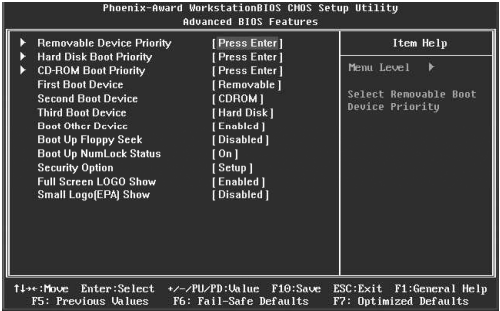 Phoenix-Award WorkstationBIOS CMOS Setup Utility
Advanced BIOS Features
Removable Device Priority [ Press Enter ]
Hard Disk Boot Priority [ Press Enter ]
CD-ROM Boot Priority [ Press Enter ]
First Boot Device [ Removable ]
Second Boot Device [ CDROM ]
Third Boot Device [ Hard Disk ]
Boot Other Device [ Enabled ]
Boot Up Floppy Seek [ Disabled ]
Boot Up NumLock Status [ On ]
Security Option [ Setup ]
Full Screen LOGO Show [ Enabled ]
Small Logo(EPA) Show [ Disabled ]
Item Help
Menu Level
Select Removable Boot
Device Priority
↑↓→←:Move Enter:Select +/-/PU/PD:Value F10:Save ESC:Exit F1:General Help
F5: Previous Values F6: Fail-Safe Defaults F7: Optimized Defaults